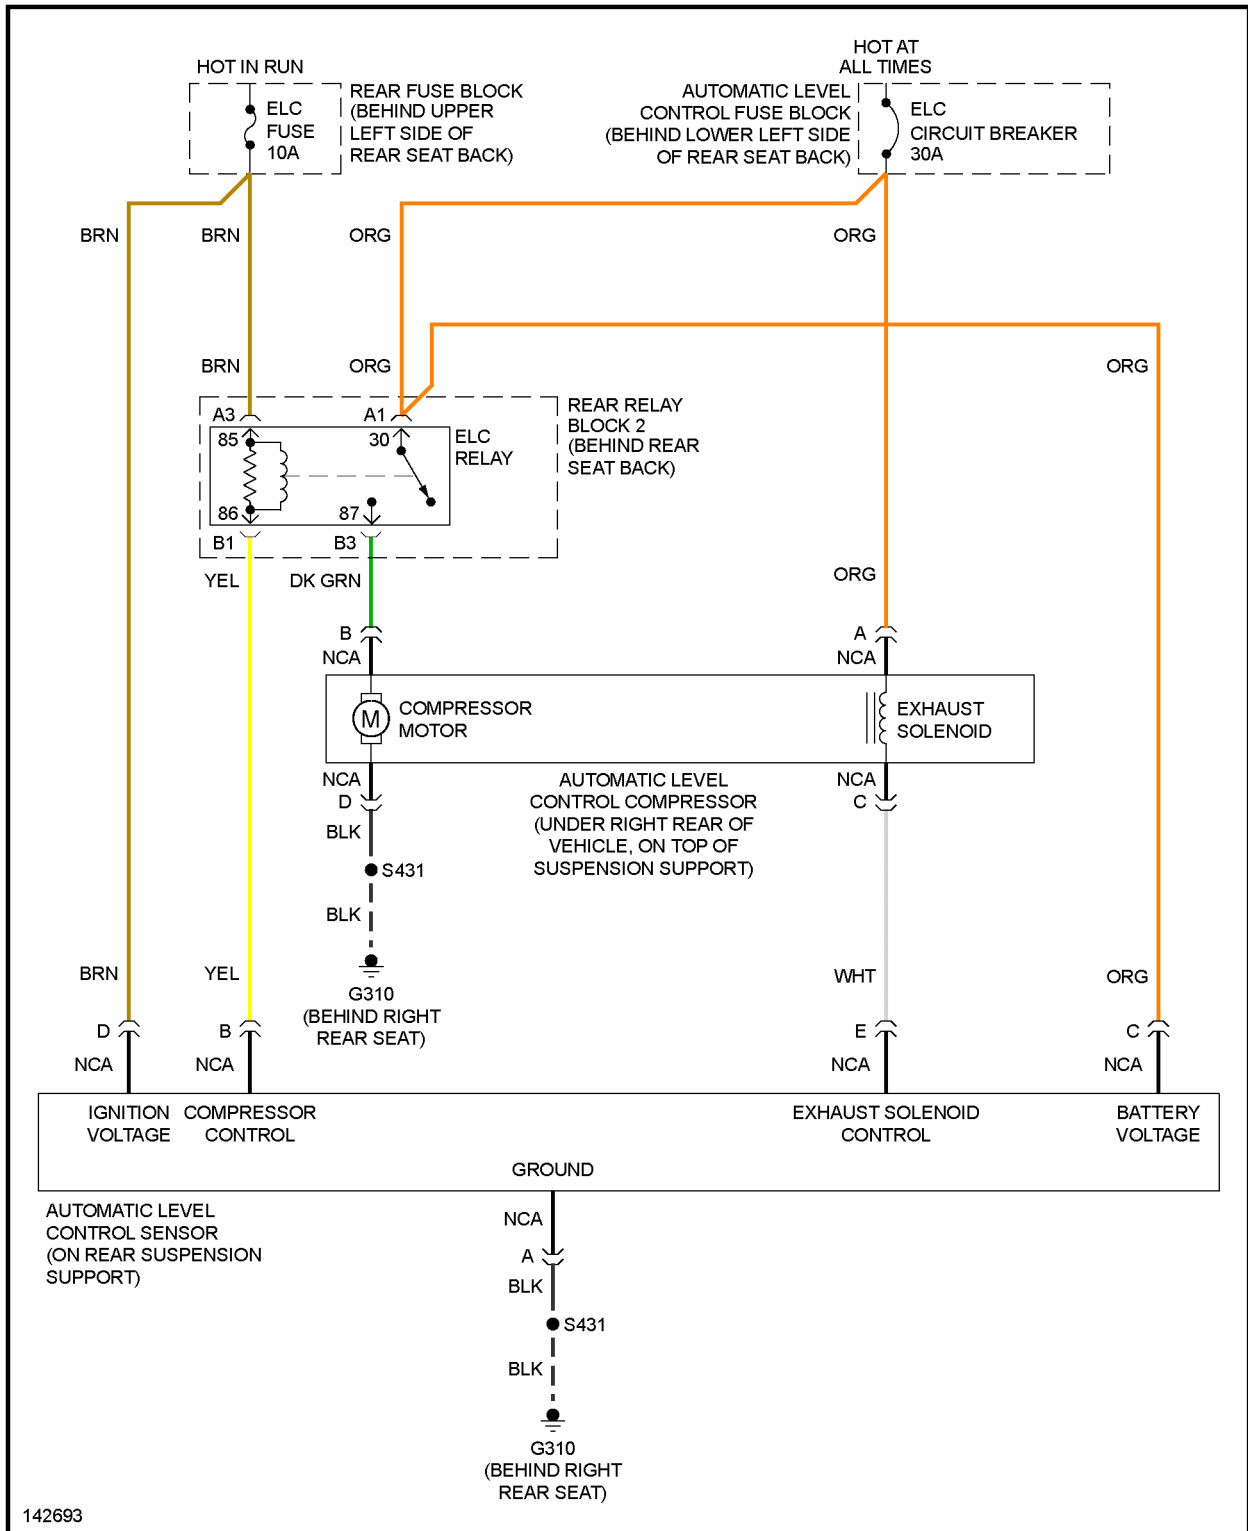 HOT IN RUN
HOT AT
ALL TIMES
ELC
FUSE
10A
REAR FUSE BLOCK
(BEHIND UPPER
LEFT SIDE OF
REAR SEAT BACK)
AUTOMATIC LEVEL
CONTROL FUSE BLOCK
(BEHIND LOWER LEFT SIDE
OF REAR SEAT BACK)
ELC
CIRCUIT BREAKER
30A
BRN
BRN
ORG
ORG
BRN
ORG
ORG
A3
A1
85
30
ELC
RELAY
86
87
B1
B3
REAR RELAY
BLOCK 2
(BEHIND REAR
SEAT BACK)
YEL
DK GRN
ORG
B
A
NCA
NCA
M
COMPRESSOR
MOTOR
EXHAUST
SOLENOID
NCA
NCA
D
C
AUTOMATIC LEVEL
CONTROL COMPRESSOR
(UNDER RIGHT REAR OF
VEHICLE, ON TOP OF
SUSPENSION SUPPORT)
BLK
S431
BLK
G310
(BEHIND RIGHT
REAR SEAT)
BRN
YEL
WHT
ORG
D
B
E
C
NCA
NCA
NCA
NCA
IGNITION
VOLTAGE
COMPRESSOR
CONTROL
EXHAUST SOLENOID
CONTROL
BATTERY
VOLTAGE
GROUND
AUTOMATIC LEVEL
CONTROL SENSOR
(ON REAR SUSPENSION
SUPPORT)
NCA
A
BLK
S431
BLK
G310
(BEHIND RIGHT
REAR SEAT)
142693